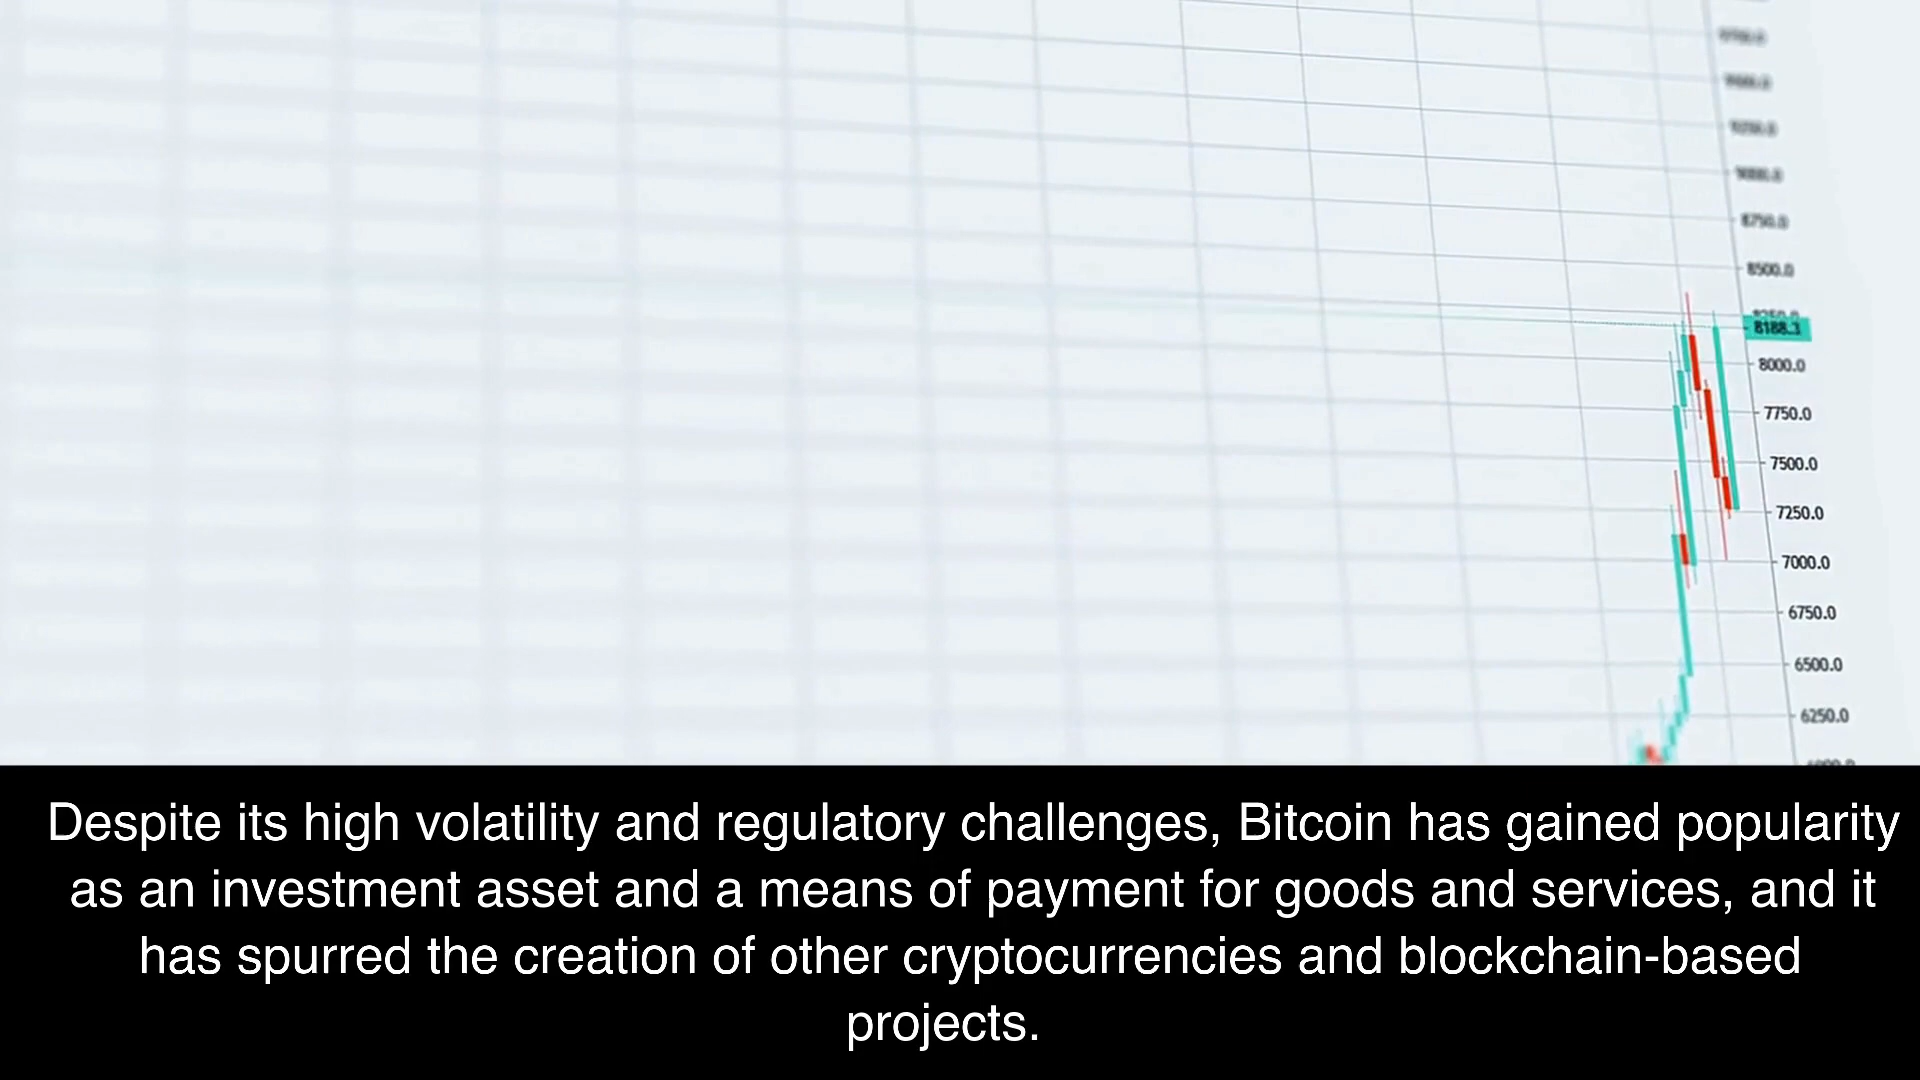 8750.0
8500.0
8188.3
8000.0
7750.0
7500.0
7250.0
7000.0
6750.0
6500.0
6250.0
Despite its high volatility and regulatory challenges, Bitcoin has gained popularity
as an investment asset and a means of payment for goods and services, and it
has spurred the creation of other cryptocurrencies and blockchain-based
projects.